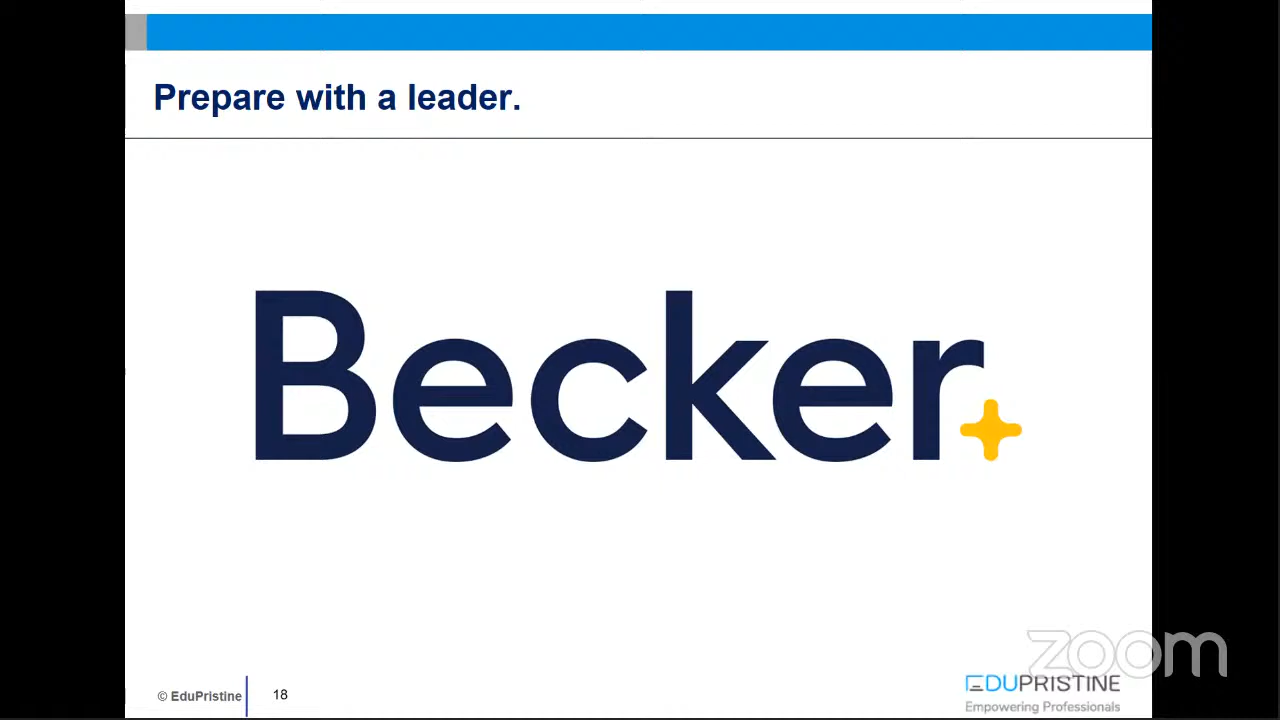 Prepare with a leader.
Becker
zoom
© EduPristine
18
EDUPRISTINE
Empowering Professionals